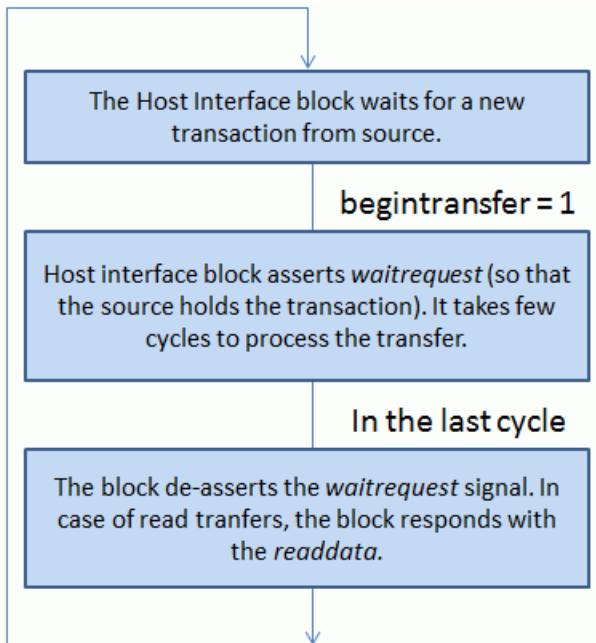 The Host Interface block waits for a new
transaction from source.
begintransfer = 1
Host interface block asserts waitrequest (so that
the source holds the transaction). It takes few
cycles to process the transfer.
In the last cycle
The block de-asserts the waitrequest signal. In
case of read tranfers, the block responds with
the readdata.